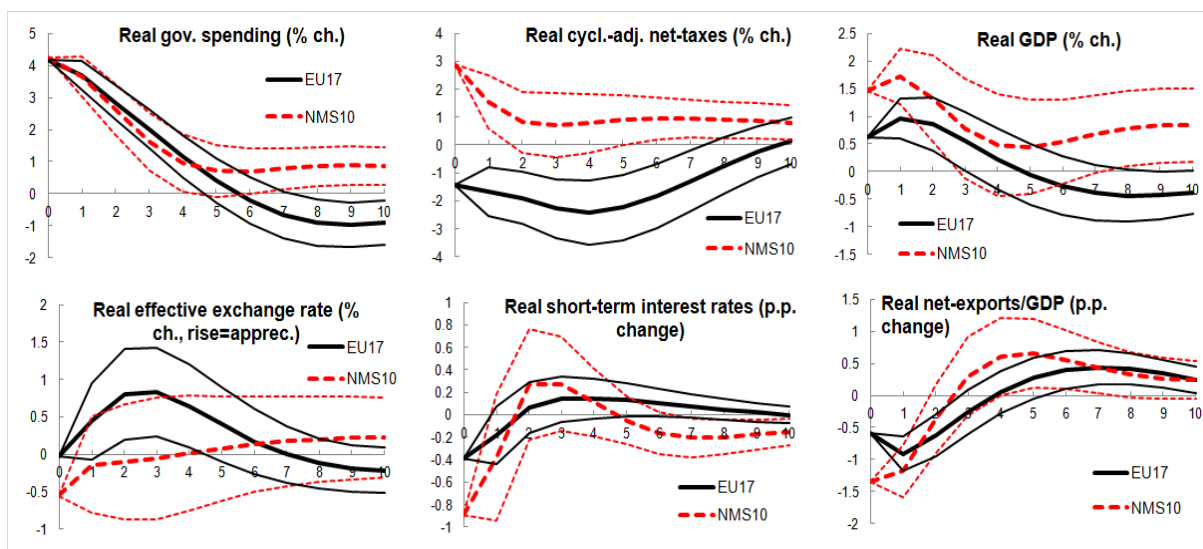 Real gov. spending (% ch.)
5
4
3
2
1
0
-1
-2
0 1 2 3 4 5 6 7 8 9 10
EU17
NMS10
Real cycl.-adj. net-taxes (% ch.)
4
3
2
1
0
-1
-2
-3
-4
0 1 2 3 4 5 6 7 8 9 10
EU17
NMS10
Real GDP (% ch.)
2.5
2
1.5
1
0.5
0
-0.5
-1
1.5
0 1 2 3 4 5 6 7 8 9 10
EU17
NMS10
Real effective exchange rate (%
ch., rise=apprec.)
2
1.5
1
0.5
0
-0.5
-1
0 1 2 3 4 5 6 7 8 9 10
EU17
NMS10
Real short-term interest rates (p.p.
change)
1
0.8
0.6
0.4
0.2
0
-0.2
-0.4
-0.6
-0.8
-1
0 1 2 3 4 5 6 7 8 9 10
EU17
NMS10
Real net-exports/GDP (p.p.
change)
1.5
1
0.5
0
-0.5
-1
-1.5
-2
0 1 2 3 4 5 6 7 8 9 10
EU17
NMS10